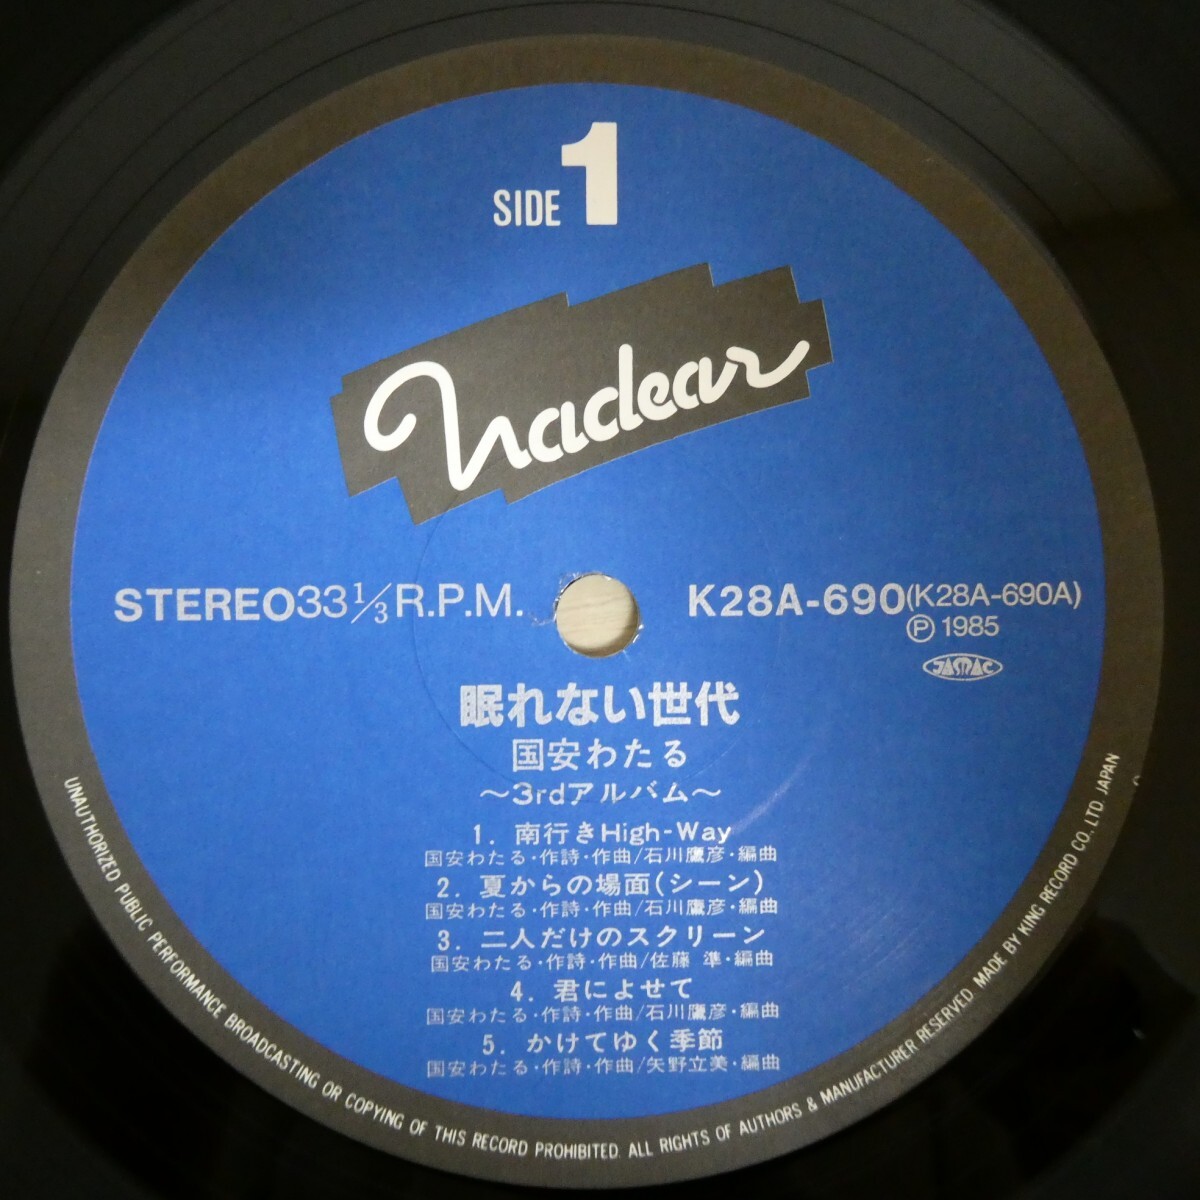 SIDE 1
Naclear
STEREO33 1/3 R.P.M.
K28A-690(K28A-690A)
Ⓟ 1985
JASRAC
眠れない世代
国安わたる
～3rdアルバム～
1. 南行きHigh-Way
国安わたる・作詩・作曲/石川鷹彦・編曲
2. 夏からの場面(シーン)
国安わたる・作詩・作曲/石川鷹彦・編曲
3. 二人だけのスクリーン
国安わたる・作詩・作曲/佐藤 準・編曲
4. 君によせて
国安わたる・作詩・作曲/石川鷹彦・編曲
5. かけてゆく季節
国安わたる・作詩・作曲/矢野立美・編曲
UNAUTHORIZED PUBLIC PERFORMANCE BROADCASTING OR COPYING OF THIS RECORD PROHIBITED. ALL RIGHTS OF AUTHORS & MANUFACTURER RESERVED. MADE BY KING RECORD CO., LTD. JAPAN